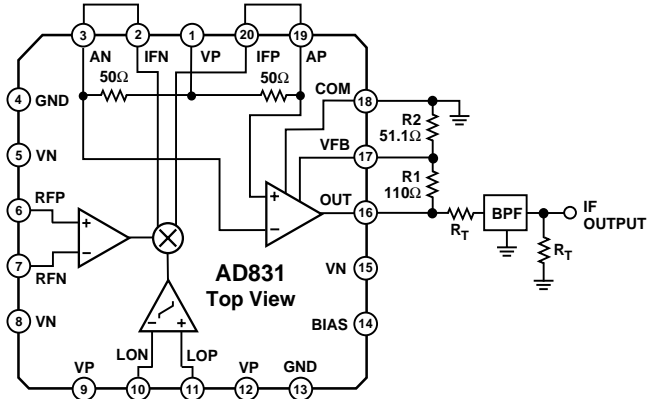 3 2 1 20 19
AN IFN VP IFP AP
50Ω 50Ω
COM 18
4 GND
R2
51.1Ω
5 VN
VFB 17
R1
110Ω
6 RFP
+
−
+
−
OUT 16
R_T
BPF
IF
OUTPUT
R_T
7 RFN
AD831
Top View
VN 15
8 VN
− +
BIAS 14
LON LOP
VP VP GND
9 10 11 12 13